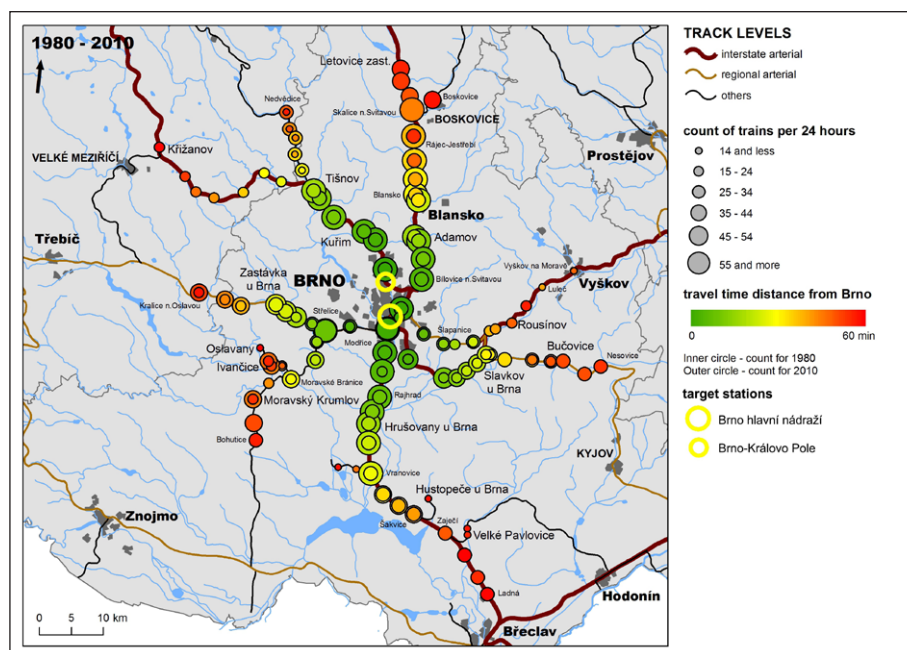 1980 - 2010
Letovice zast.
Nedvědice
Boskovice
Skalice n.Svitavou
BOSKOVICE
Křižanov
Rájec-Jestřebí
VELKÉ MEZIŘÍČÍ
Prostějov
Tišnov
Blansko
Blansko
Kuřim
Adamov
Třebíč
Vyškov na Moravě
Zastávka
u Brna
BRNO
Bílovice n.Svitavou
Vyškov
Luleč
Kralice n.Oslavou
Střelice
Šlapanice
Rousínov
Modřice
Bučovice
Oslavany
Nesovice
Ivančice
Slavkov
u Brna
Moravské Bránice
Rajhrad
Moravský Krumlov
Hrušovany u Brna
Bohutice
KYJOV
Vranovice
Hustopeče u Brna
Znojmo
Šakvice
Zaječí
Velké Pavlovice
Hodonín
Ladná
Břeclav
0 5 10 km
TRACK LEVELS
interstate arterial
regional arterial
others
count of trains per 24 hours
14 and less
15 - 24
25 - 34
35 - 44
45 - 54
55 and more
travel time distance from Brno
0
60 min
Inner circle - count for 1980
Outer circle - count for 2010
target stations
Brno hlavní nádraží
Brno-Královo Pole